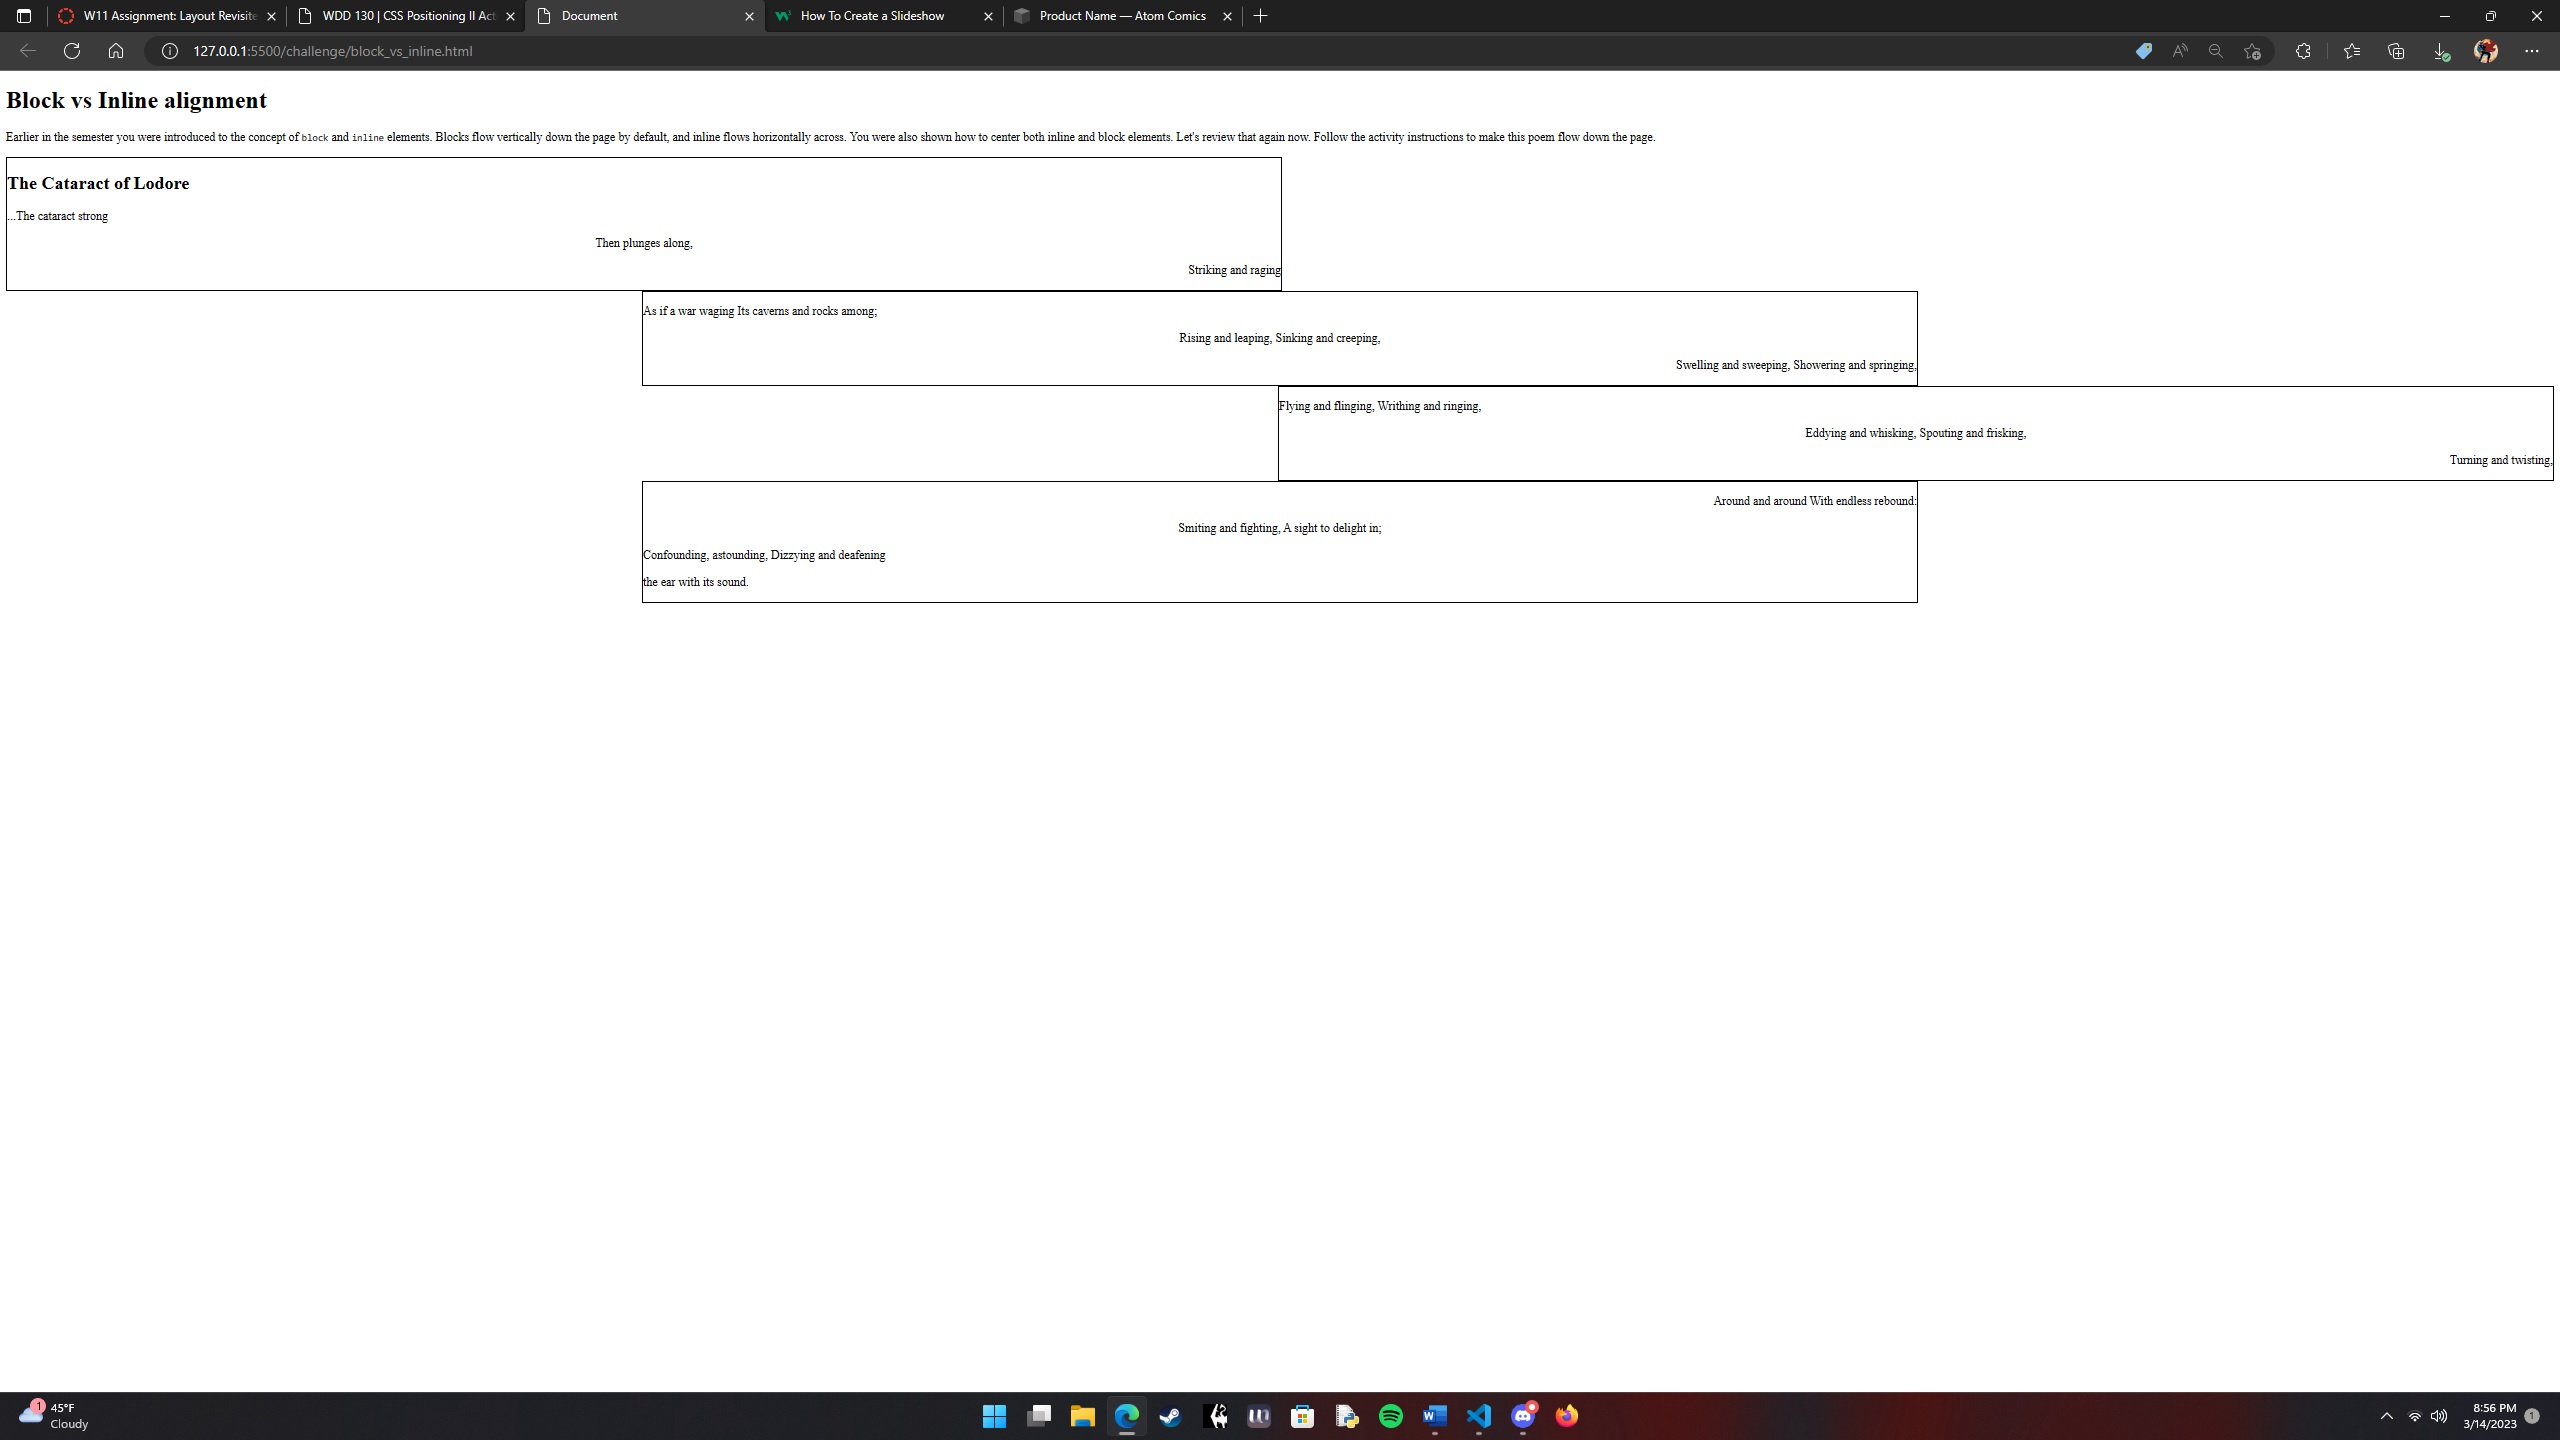 W11 Assignment: Layout Revisite
WDD 130 | CSS Positioning II Act
Document
How To Create a Slideshow
Product Name — Atom Comics
127.0.0.1:5500/challenge/block_vs_inline.html
Block vs Inline alignment
Earlier in the semester you were introduced to the concept of block and inline elements. Blocks flow vertically down the page by default, and inline flows horizontally across. You were also shown how to center both inline and block elements. Let's review that again now. Follow the activity instructions to make this poem flow down the page.
The Cataract of Lodore
...The cataract strong
Then plunges along,
Striking and raging
As if a war waging Its caverns and rocks among;
Rising and leaping, Sinking and creeping,
Swelling and sweeping, Showering and springing,
Flying and flinging, Writhing and ringing,
Eddying and whisking, Spouting and frisking,
Turning and twisting,
Around and around With endless rebound:
Smiting and fighting, A sight to delight in;
Confounding, astounding, Dizzying and deafening
the ear with its sound.
1
45°F
Cloudy
8:56 PM
3/14/2023
1